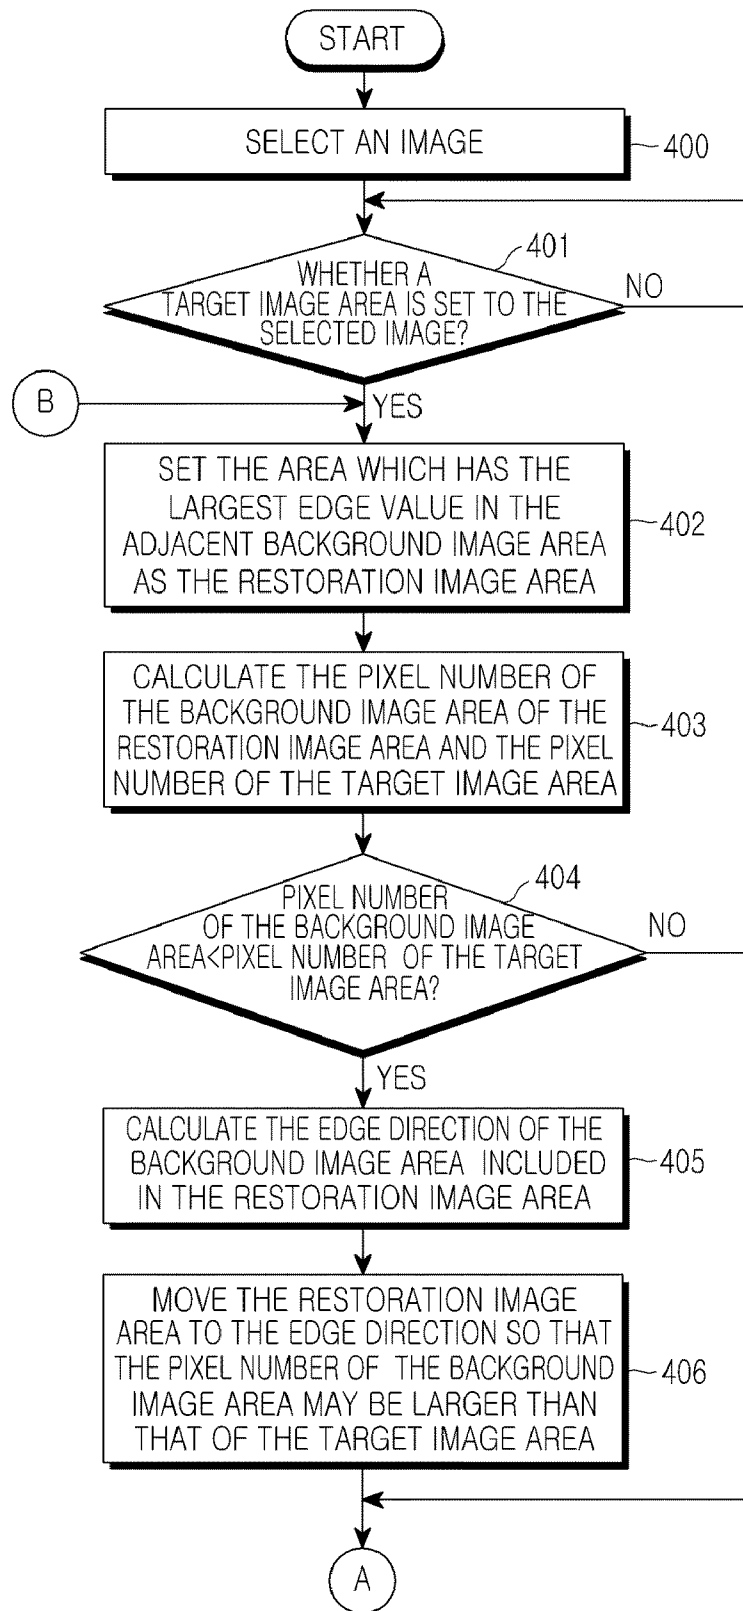 START
SELECT AN IMAGE
400
401
WHETHER A
TARGET IMAGE AREA IS SET TO THE
SELECTED IMAGE?
NO
B
YES
SET THE AREA WHICH HAS THE
LARGEST EDGE VALUE IN THE
ADJACENT BACKGROUND IMAGE AREA
AS THE RESTORATION IMAGE AREA
402
CALCULATE THE PIXEL NUMBER OF
THE BACKGROUND IMAGE AREA OF THE
RESTORATION IMAGE AREA AND THE PIXEL
NUMBER OF THE TARGET IMAGE AREA
403
404
PIXEL NUMBER
OF THE BACKGROUND IMAGE
AREA<PIXEL NUMBER OF THE TARGET
IMAGE AREA?
NO
YES
CALCULATE THE EDGE DIRECTION OF THE
BACKGROUND IMAGE AREA INCLUDED
IN THE RESTORATION IMAGE AREA
405
MOVE THE RESTORATION IMAGE
AREA TO THE EDGE DIRECTION SO THAT
THE PIXEL NUMBER OF THE BACKGROUND
IMAGE AREA MAY BE LARGER THAN
THAT OF THE TARGET IMAGE AREA
406
A